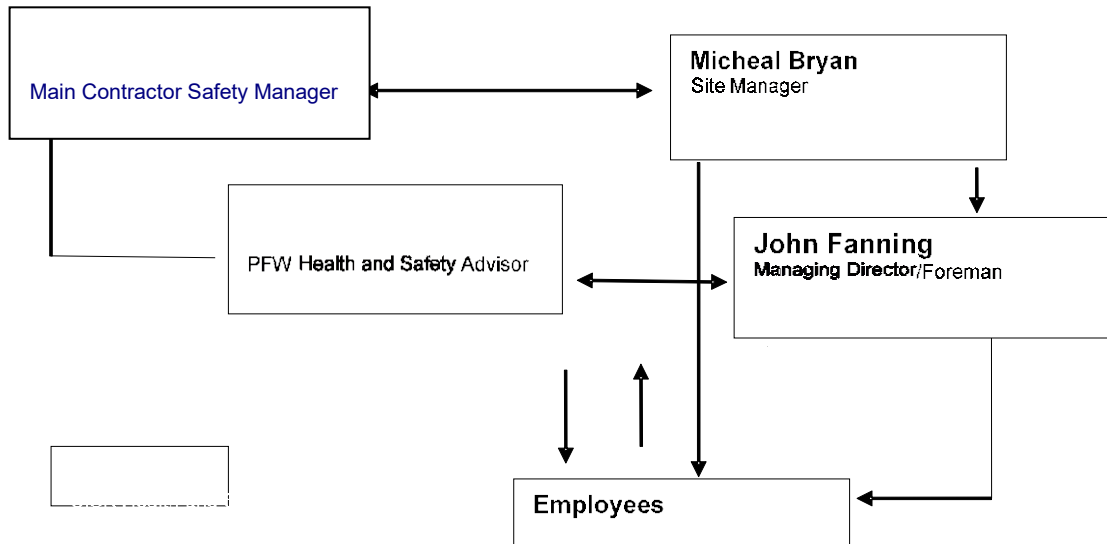 Main Contractor Safety Manager
Micheal Bryan
Site Manager
PFW Health and Safety Advisor
John Fanning
Managing Director/Foreman
Employees